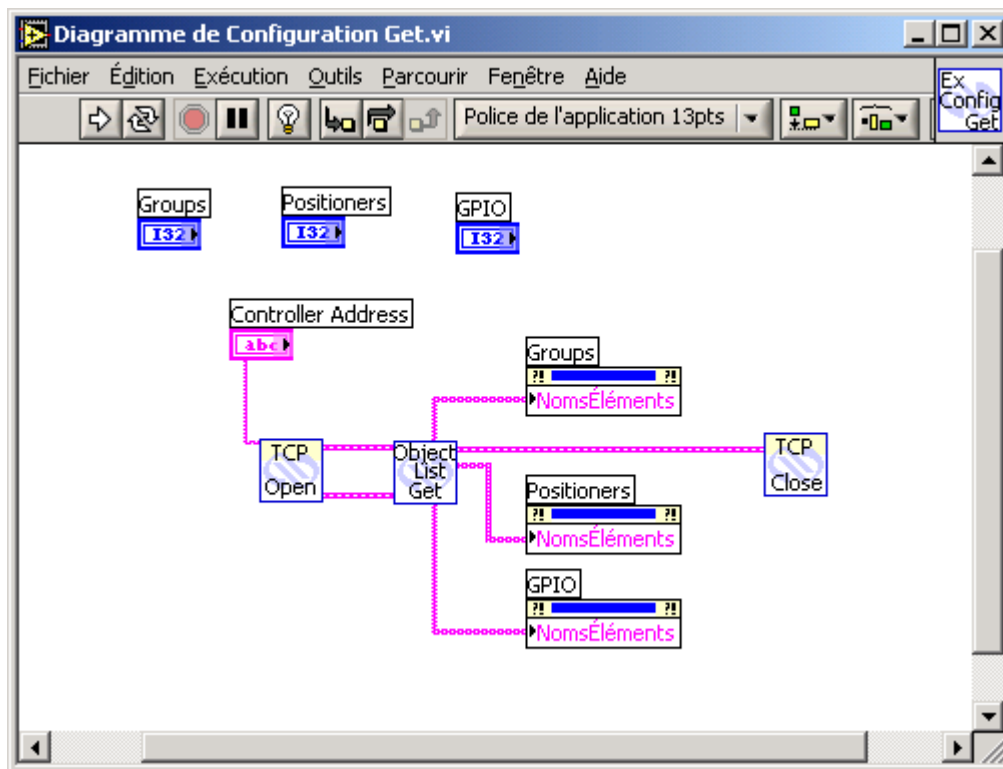 Diagramme de Configuration Get.vi
Fichier Édition Exécution Outils Parcourir Fenêtre Aide
Ex
Config
Get
Police de l'application 13pts
Groups
I32
Positioners
I32
GPIO
I32
Controller Address
abc
Groups
?! ?!
NomsÉléments
TCP
Open
Object
List
Get
TCP
Close
Positioners
?! ?!
NomsÉléments
GPIO
?! ?!
NomsÉléments